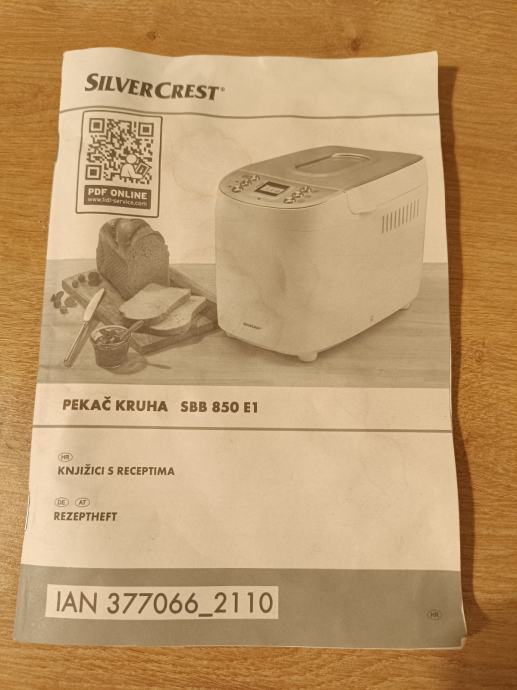 SILVERCREST®
PDF ONLINE
www.lidl-service.com
SILVERCREST
PEKAČ KRUHA SBB 850 E1
HR
KNJIŽICI S RECEPTIMA
DE AT
REZEPTHEFT
IAN 377066_2110
HR